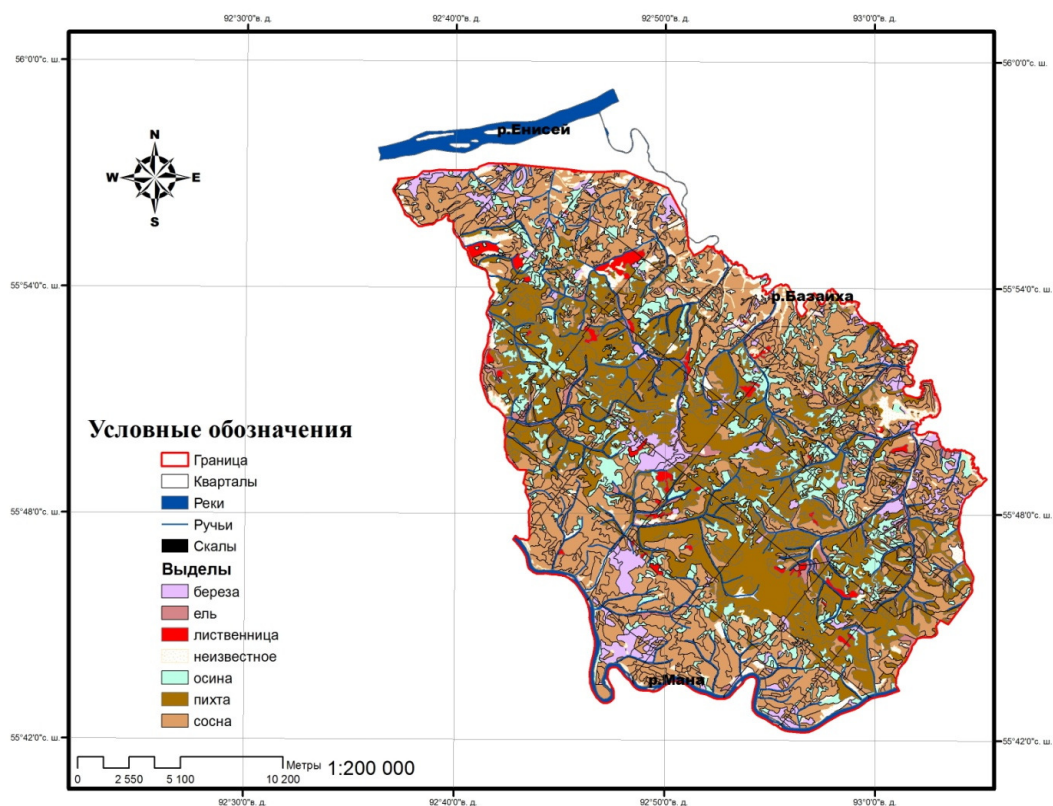 92°30'0"в. д. 92°40'0"в. д. 92°50'0"в. д. 93°0'0"в. д.
56°0'0"с. ш. 56°0'0"с. ш.
р.Енисей
N
W E
S
55°54'0"с. ш. 55°54'0"с. ш.
р.Базаиха
Условные обозначения
Граница
Кварталы
Реки
Ручьи
Скалы
Выделы
береза
ель
лиственница
неизвестное
осина
пихта
сосна
55°48'0"с. ш. 55°48'0"с. ш.
р.Мана
55°42'0"с. ш. 55°42'0"с. ш.
Метры 1:200 000
0 2 550 5 100 10 200
92°30'0"в. д. 92°40'0"в. д. 92°50'0"в. д. 93°0'0"в. д.